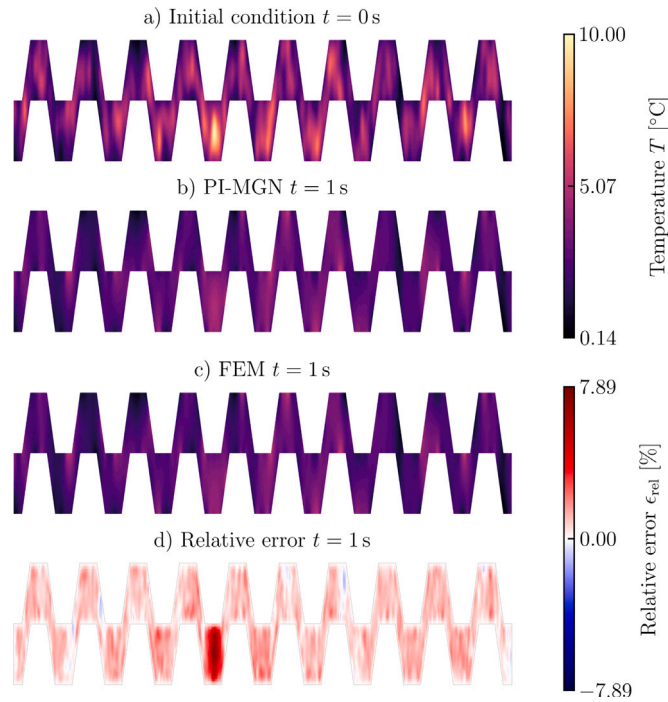 a) Initial condition t = 0 s
10.00
5.07
0.14
Temperature T [°C]
b) PI-MGN t = 1 s
c) FEM t = 1 s
7.89
0.00
−7.89
Relative error ϵrel [%]
d) Relative error t = 1 s